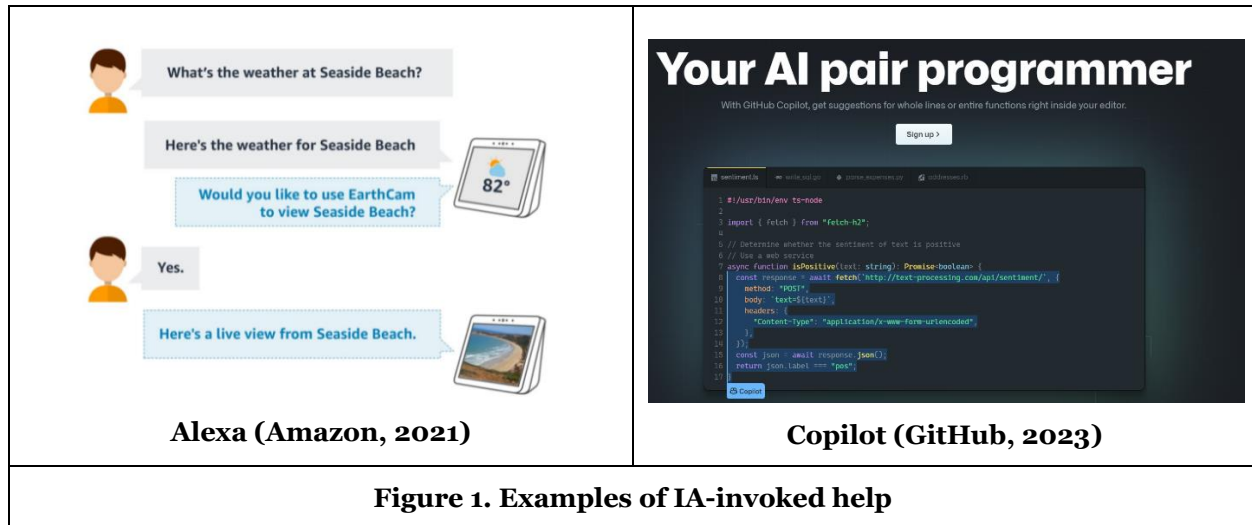 What's the weather at Seaside Beach?
Here's the weather for Seaside Beach
82°
Would you like to use EarthCam
to view Seaside Beach?
Yes.
Here's a live view from Seaside Beach.
Alexa (Amazon, 2021)
Your AI pair programmer
With GitHub Copilot, get suggestions for whole lines or entire functions right inside your editor.
Sign up >
sentiment.ts write_sql.go parse_expenses.py addresses.rb
1 #!/usr/bin/env ts-node
2
3 import { fetch } from "fetch-h2";
4
5 // Determine whether the sentiment of text is positive
6 // Use a web service
7 async function isPositive(text: string): Promise<boolean> {
8 const response = await fetch(`http://text-processing.com/api/sentiment/`, {
9 method: "POST",
10 body: `text=${text}`,
11 headers: {
12 "Content-Type": "application/x-www-form-urlencoded",
13 },
14 });
15 const json = await response.json();
16 return json.label === "pos";
17 }
Copilot
Copilot (GitHub, 2023)
Figure 1. Examples of IA-invoked help